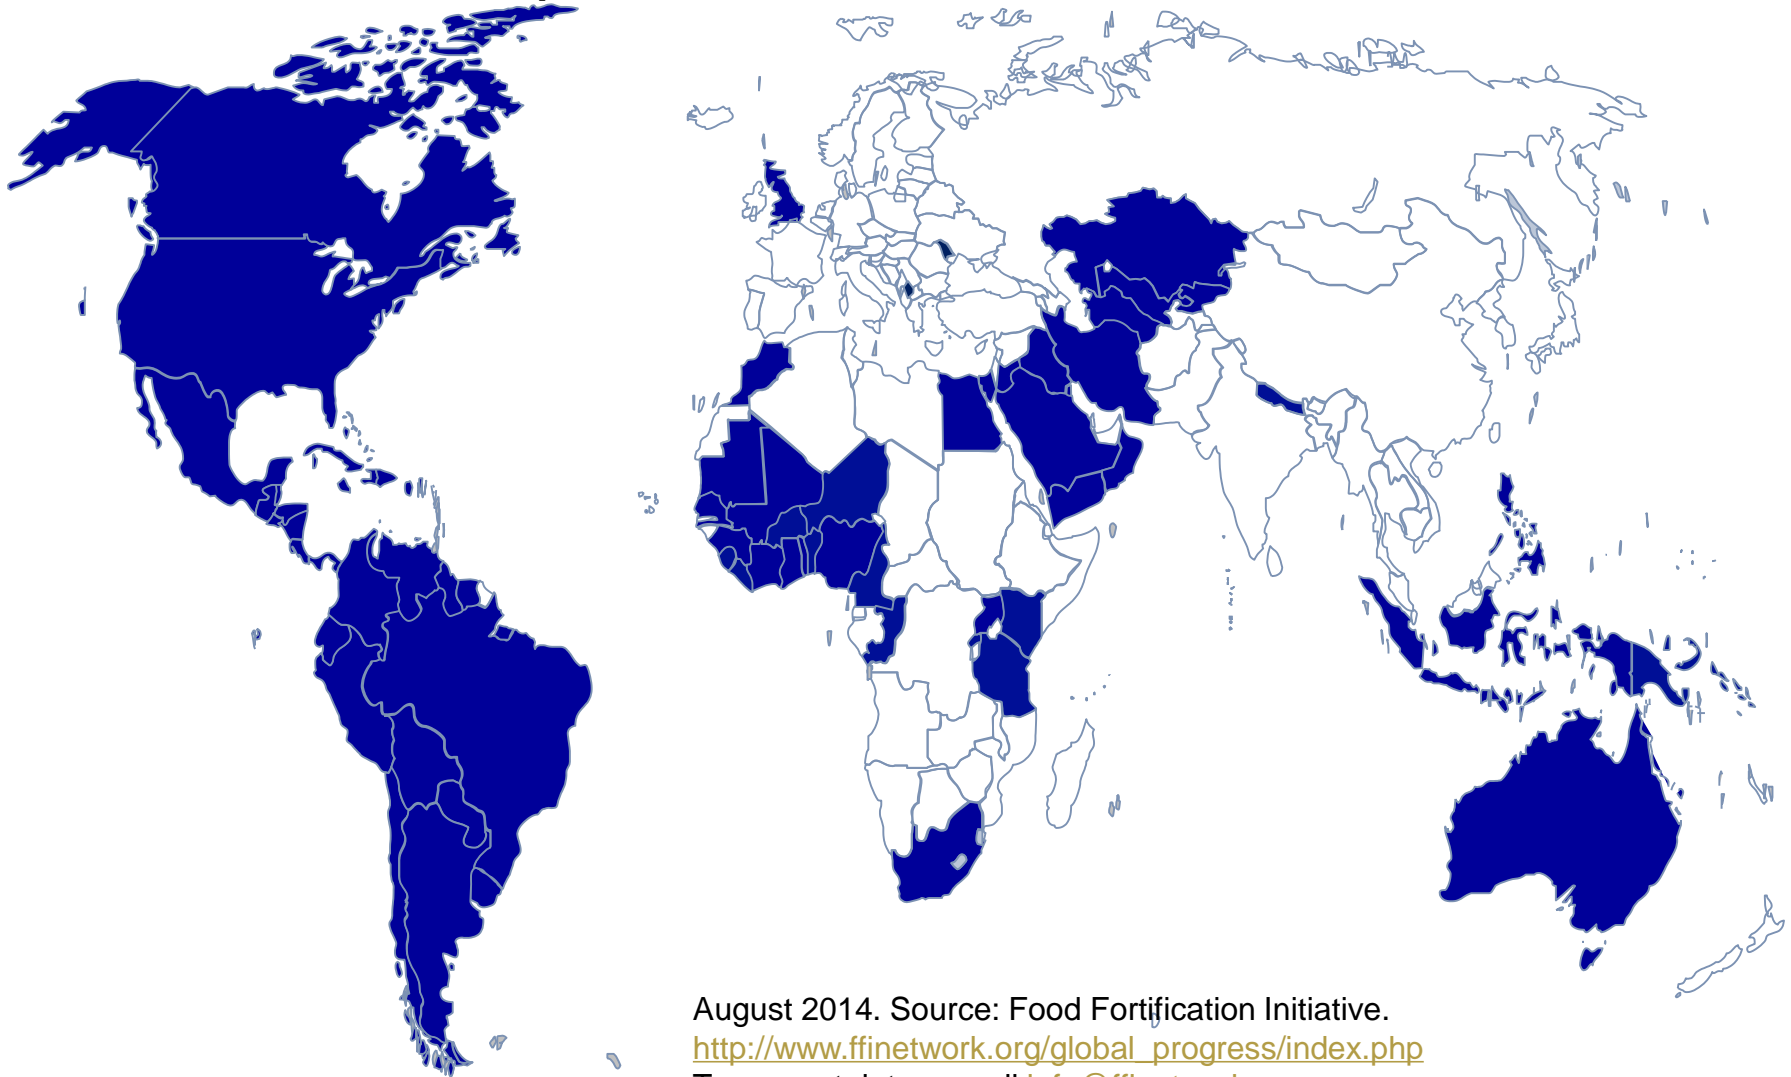 August 2014. Source: Food Fortification Initiative.
http://www.ffinetwork.org/global_progress/index.php